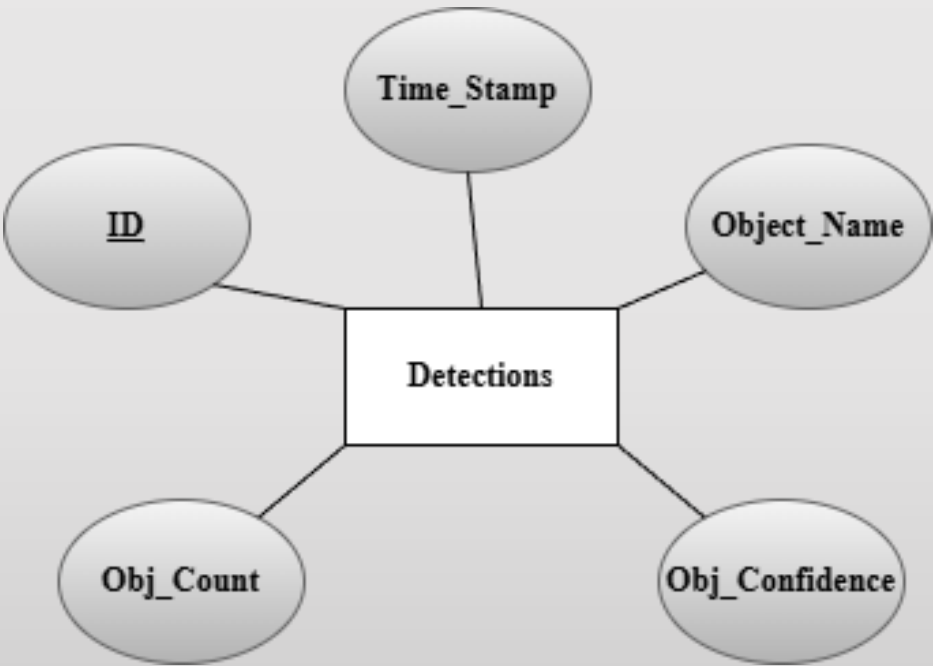 Time_Stamp
ID
Object_Name
Detections
Obj_Count
Obj_Confidence